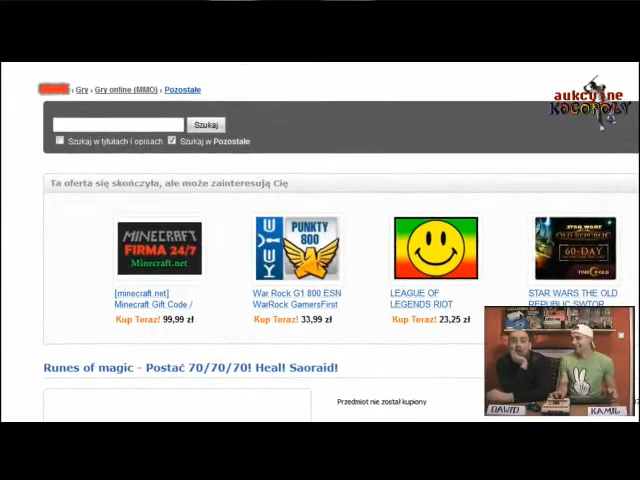 Gry › Gry online (MMO) › Pozostałe
aukcyjne
KOCOPOŁY
Szukaj
Szukaj w tytułach i opisach
Szukaj w Pozostałe
Ta oferta się skończyła, ale może zainteresują Cię
MINECRAFT
FIRMA 24/7
Minecraft.net
PUNKTY
800
STAR WARS
THE OLD REPUBLIC
60-DAY
[minecraft.net]
Minecraft Gift Code /
Kup Teraz! 99,99 zł
War Rock G1 800 ESN
WarRock GamersFirst
Kup Teraz! 33,99 zł
LEAGUE OF
LEGENDS RIOT
Kup Teraz! 23,25 zł
STAR WARS THE OLD
REPUBLIC SWTOR
Runes of magic - Postać 70/70/70! Heal! Saoraid!
Przedmiot nie został kupiony
DAWID
KAMIL